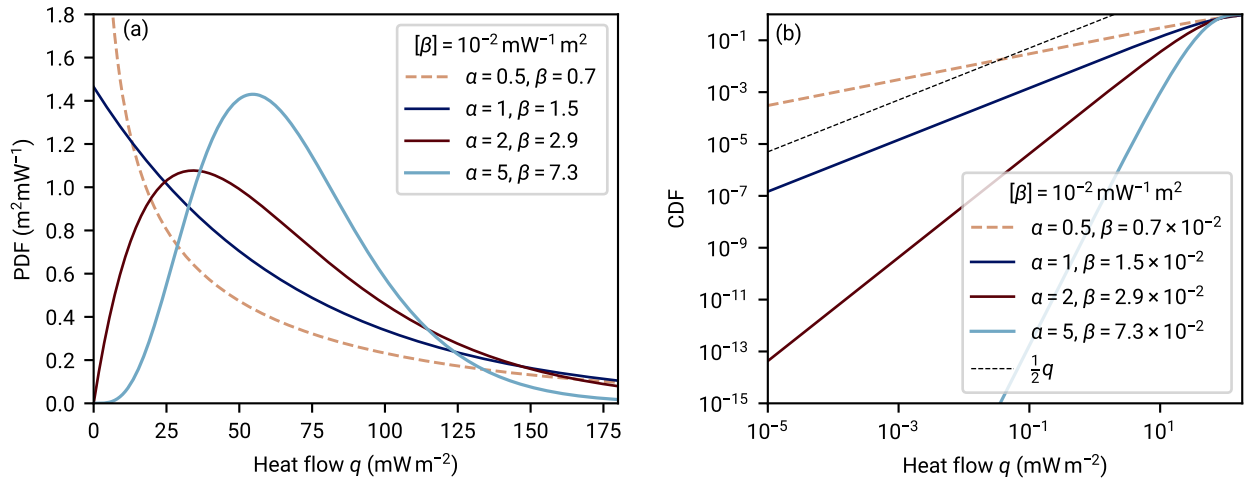 (a)
[β] = 10⁻² mW⁻¹ m²
α = 0.5, β = 0.7
α = 1, β = 1.5
α = 2, β = 2.9
α = 5, β = 7.3
PDF (m² mW⁻¹)
1.8
1.6
1.4
1.2
1.0
0.8
0.6
0.4
0.2
0.0
0
25
50
75
100
125
150
175
Heat flow q (mW m⁻²)
(b)
CDF
10⁻¹
10⁻³
10⁻⁵
10⁻⁷
10⁻⁹
10⁻¹¹
10⁻¹³
10⁻¹⁵
[β] = 10⁻² mW⁻¹ m²
α = 0.5, β = 0.7 × 10⁻²
α = 1, β = 1.5 × 10⁻²
α = 2, β = 2.9 × 10⁻²
α = 5, β = 7.3 × 10⁻²
½q
10⁻⁵
10⁻³
10⁻¹
10¹
Heat flow q (mW m⁻²)